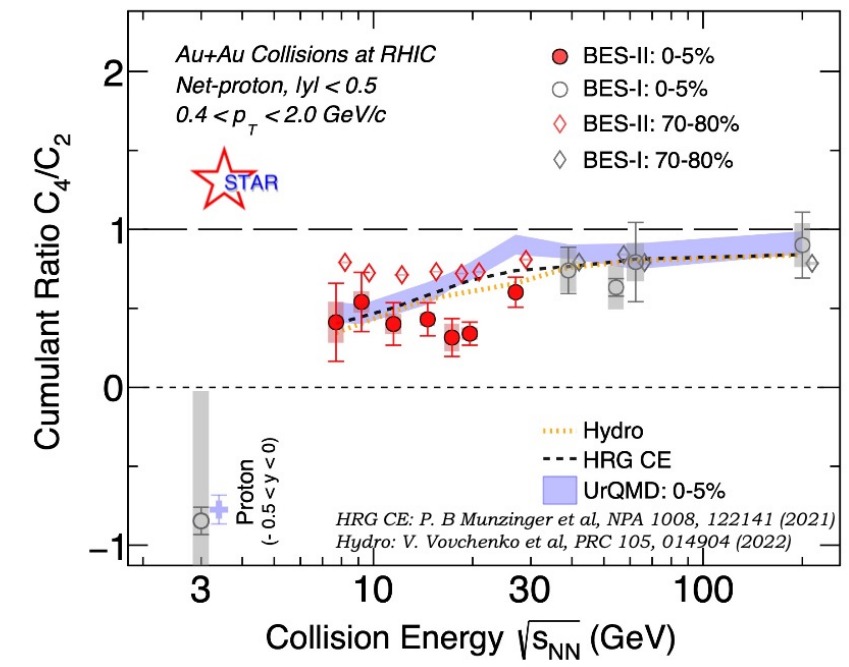 Au+Au Collisions at RHIC
Net-proton, |y| < 0.5
0.4 < p_T < 2.0 GeV/c
STAR
BES-II: 0-5%
BES-I: 0-5%
BES-II: 70-80%
BES-I: 70-80%
Cumulant Ratio C₄/C₂
2
1
0
−1
Proton
(- 0.5 < y < 0)
Hydro
HRG CE
UrQMD: 0-5%
HRG CE: P. B Munzinger et al, NPA 1008, 122141 (2021)
Hydro: V. Vovchenko et al, PRC 105, 014904 (2022)
3 10 30 100
Collision Energy √s_NN (GeV)